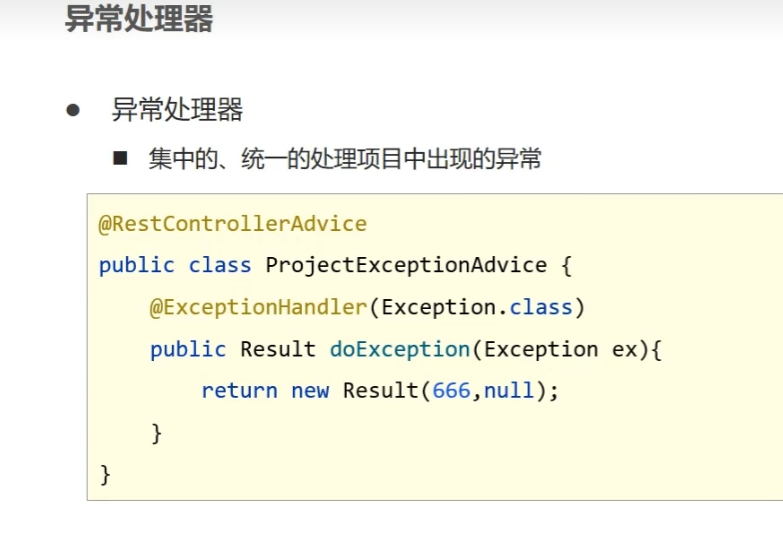 异常处理器
● 异常处理器
■ 集中的、统一的处理项目中出现的异常
@RestControllerAdvice
public class ProjectExceptionAdvice {
    @ExceptionHandler(Exception.class)
    public Result doException(Exception ex){
        return new Result(666,null);
    }
}